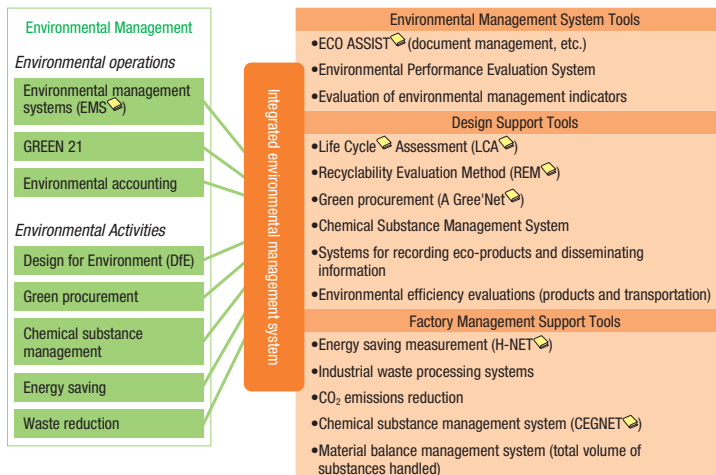 Environmental Management
Environmental operations
Environmental management
systems (EMS)
GREEN 21
Environmental accounting
Environmental Activities
Design for Environment (DfE)
Green procurement
Chemical substance
management
Energy saving
Waste reduction
Integrated environmental management system
Environmental Management System Tools
•ECO ASSIST (document management, etc.)
•Environmental Performance Evaluation System
•Evaluation of environmental management indicators
Design Support Tools
•Life Cycle Assessment (LCA)
•Recyclability Evaluation Method (REM)
•Green procurement (A Gree'Net)
•Chemical Substance Management System
•Systems for recording eco-products and disseminating
information
•Environmental efficiency evaluations (products and transportation)
Factory Management Support Tools
•Energy saving measurement (H-NET)
•Industrial waste processing systems
•CO₂ emissions reduction
•Chemical substance management system (CEGNET)
•Material balance management system (total volume of
substances handled)